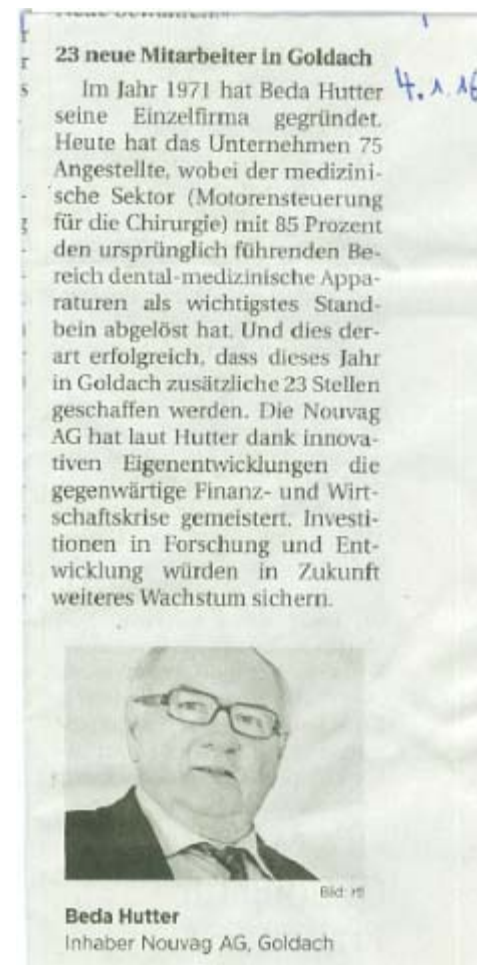 23 neue Mitarbeiter in Goldach
Im Jahr 1971 hat Beda Hutter
4. 1. 16
seine Einzelfirma gegründet.
Heute hat das Unternehmen 75
Angestellte, wobei der medizini-
sche Sektor (Motorensteuerung
für die Chirurgie) mit 85 Prozent
den ursprünglich führenden Be-
reich dental-medizinische Appa-
raturen als wichtigstes Stand-
bein abgelöst hat. Und dies der-
art erfolgreich, dass dieses Jahr
in Goldach zusätzliche 23 Stellen
geschaffen werden. Die Nouvag
AG hat laut Hutter dank innova-
tiven Eigenentwicklungen die
gegenwärtige Finanz- und Wirt-
schaftskrise gemeistert. Investi-
tionen in Forschung und Ent-
wicklung würden in Zukunft
weiteres Wachstum sichern.
Bild:
Beda Hutter
Inhaber Nouvag AG, Goldach